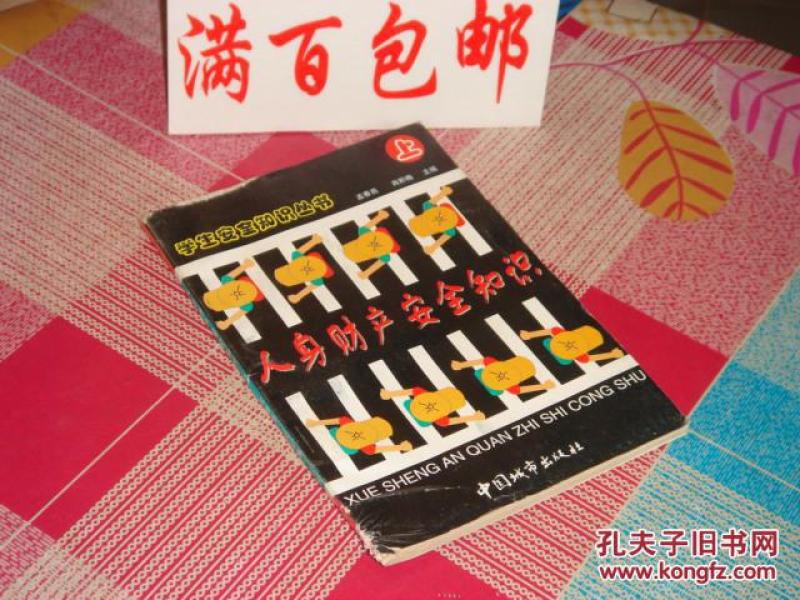 满百包邮
上
主编
学生安全知识丛书
人身财产安全知识
XUE SHENG AN QUAN ZHI SHI CONG SHU
中国城市出版社
孔夫子旧书网
www.kongfz.com